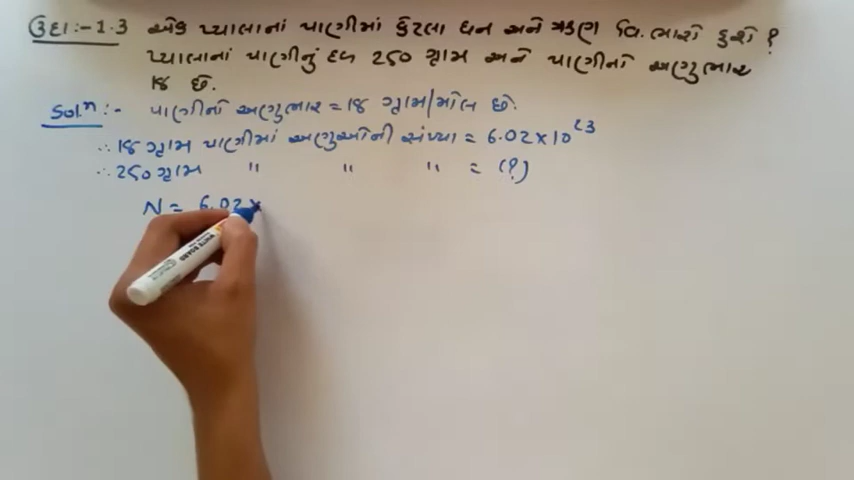 ઉદા:-1.3 એક પ્યાલાનાં પાણીમાં કેટલા ધન અને ઋણ વિ.ભારો હશે ?
પ્યાલાનાં પાણીનું દળ 250 ગ્રામ અને પાણીનો અણુભાર
18 છે.
Solⁿ:- પાણીનો અણુભાર = 18 ગ્રામ/મોલ છે.
∴ 18 ગ્રામ પાણીમાં અણુઓની સંખ્યા = 6.02×10²³
∴ 250 ગ્રામ " " " = (?)
N = 6.02×